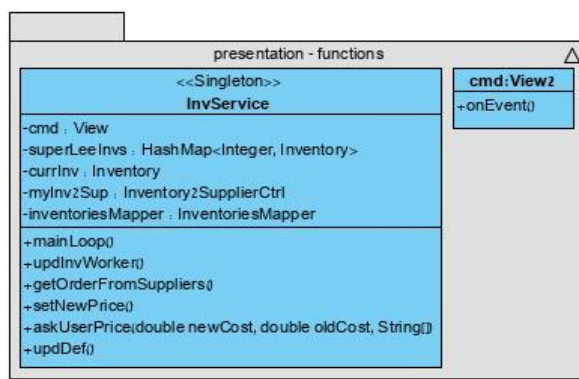 presentation - functions
<<Singleton>>
InvService
-cmd : View
-superLeeInvs : HashMap<Integer, Inventory>
-currInv : Inventory
-myInv2Sup : Inventory2SupplierCtrl
-inventoriesMapper : InventoriesMapper
+mainLoop()
+updInvWorker()
+getOrderFromSuppliers()
+setNewPrice()
+askUserPrice(double newCost, double oldCost, String[])
+updDef()
cmd:View2
+onEvent()